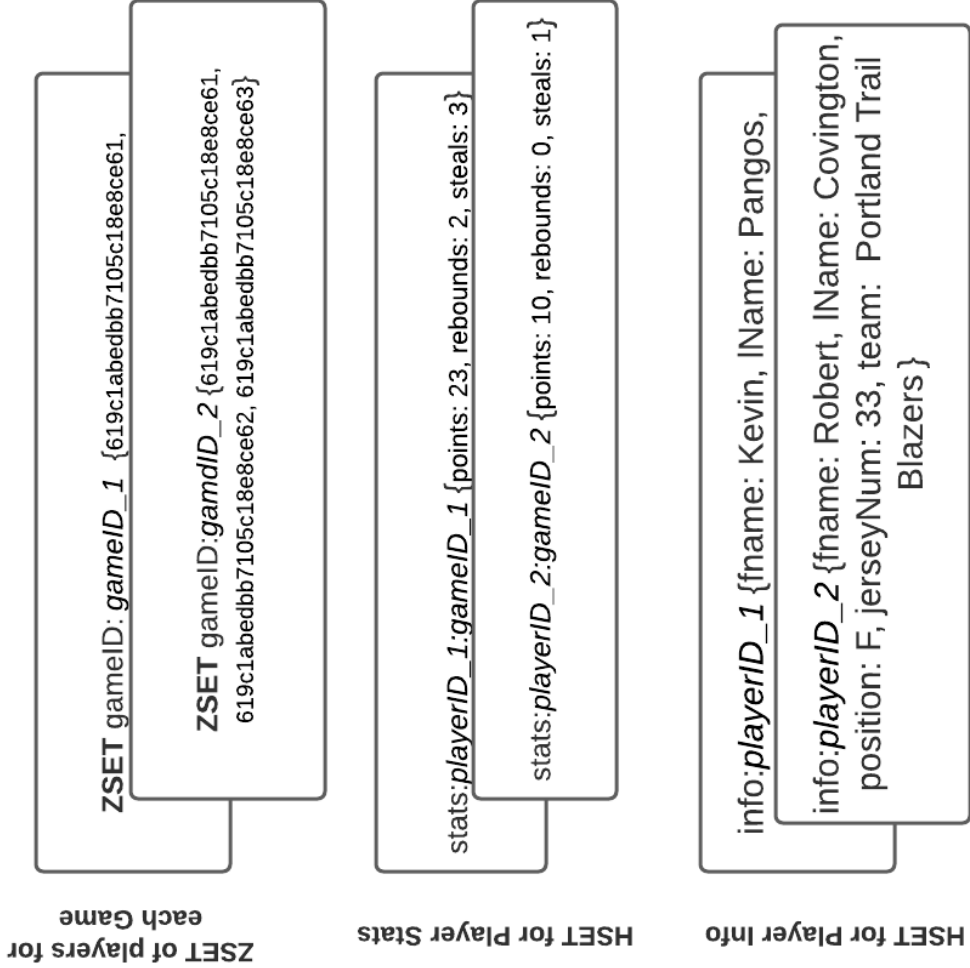 ZSET of players for
each Game
ZSET gameID: gameID_1 {619c1abedbb7105c18e8ce61,
ZSET gameID:gamdID_2 {619c1abedbb7105c18e8ce61,
619c1abedbb7105c18e8ce62, 619c1abedbb7105c18e8ce63}
HSET for Player Stats
stats:playerID_1:gameID_1 {points: 23, rebounds: 2, steals: 3}
stats:playerID_2:gameID_2 {points: 10, rebounds: 0, steals: 1}
HSET for Player Info
info:playerID_1 {fname: Kevin, lName: Pangos,
info:playerID_2 {fname: Robert, lName: Covington,
position: F, jerseyNum: 33, team: Portland Trail
Blazers }